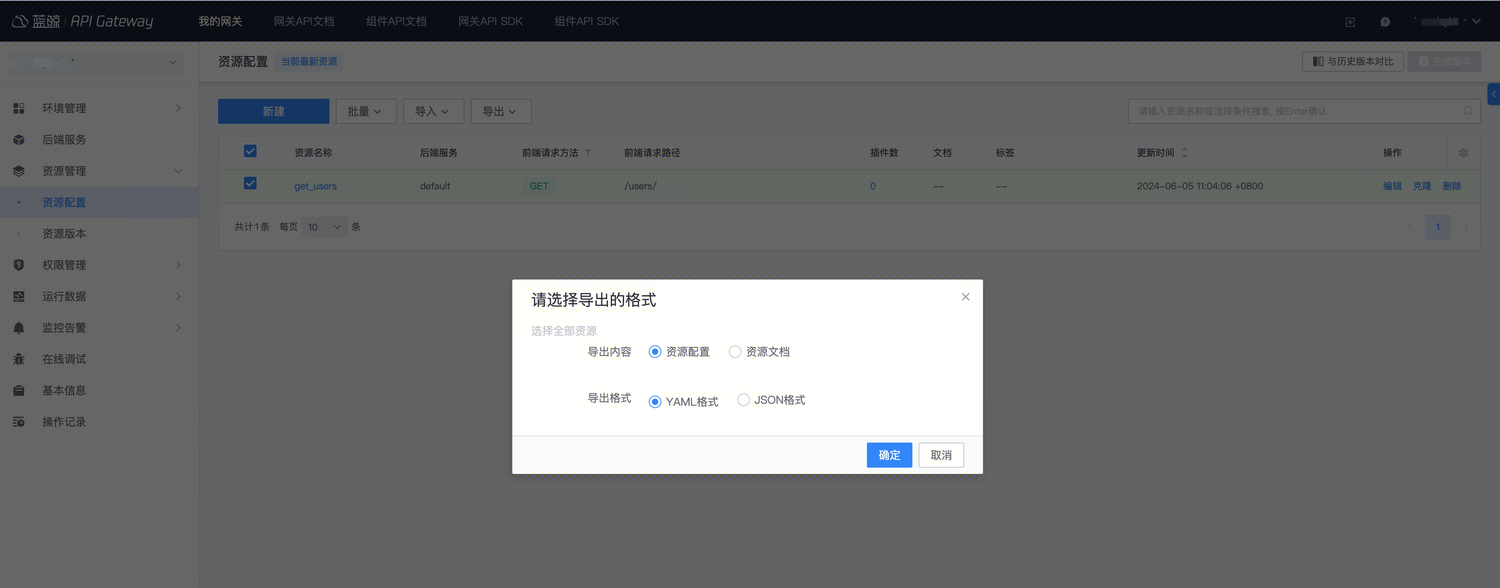 蓝鲸 API Gateway 我的网关 网关API文档 组件API文档 网关API SDK 组件API SDK
资源配置 当前最新资源 与历史版本对比 生成版本
环境管理
后端服务
资源管理
资源配置
资源版本
权限管理
运行数据
监控告警
在线调试
基本信息
操作记录
新建 批量 导入 导出 请输入资源名称或选择条件搜索, 按Enter确认
资源名称 后端服务 前端请求方法 前端请求路径 插件数 文档 标签 更新时间 操作
get_users default GET /users/ 0 -- -- 2024-06-05 11:04:06 +0800 编辑 克隆 删除
共计1条 每页 10 条 1
请选择导出的格式
选择全部资源
导出内容 资源配置 资源文档
导出格式 YAML格式 JSON格式
确定 取消